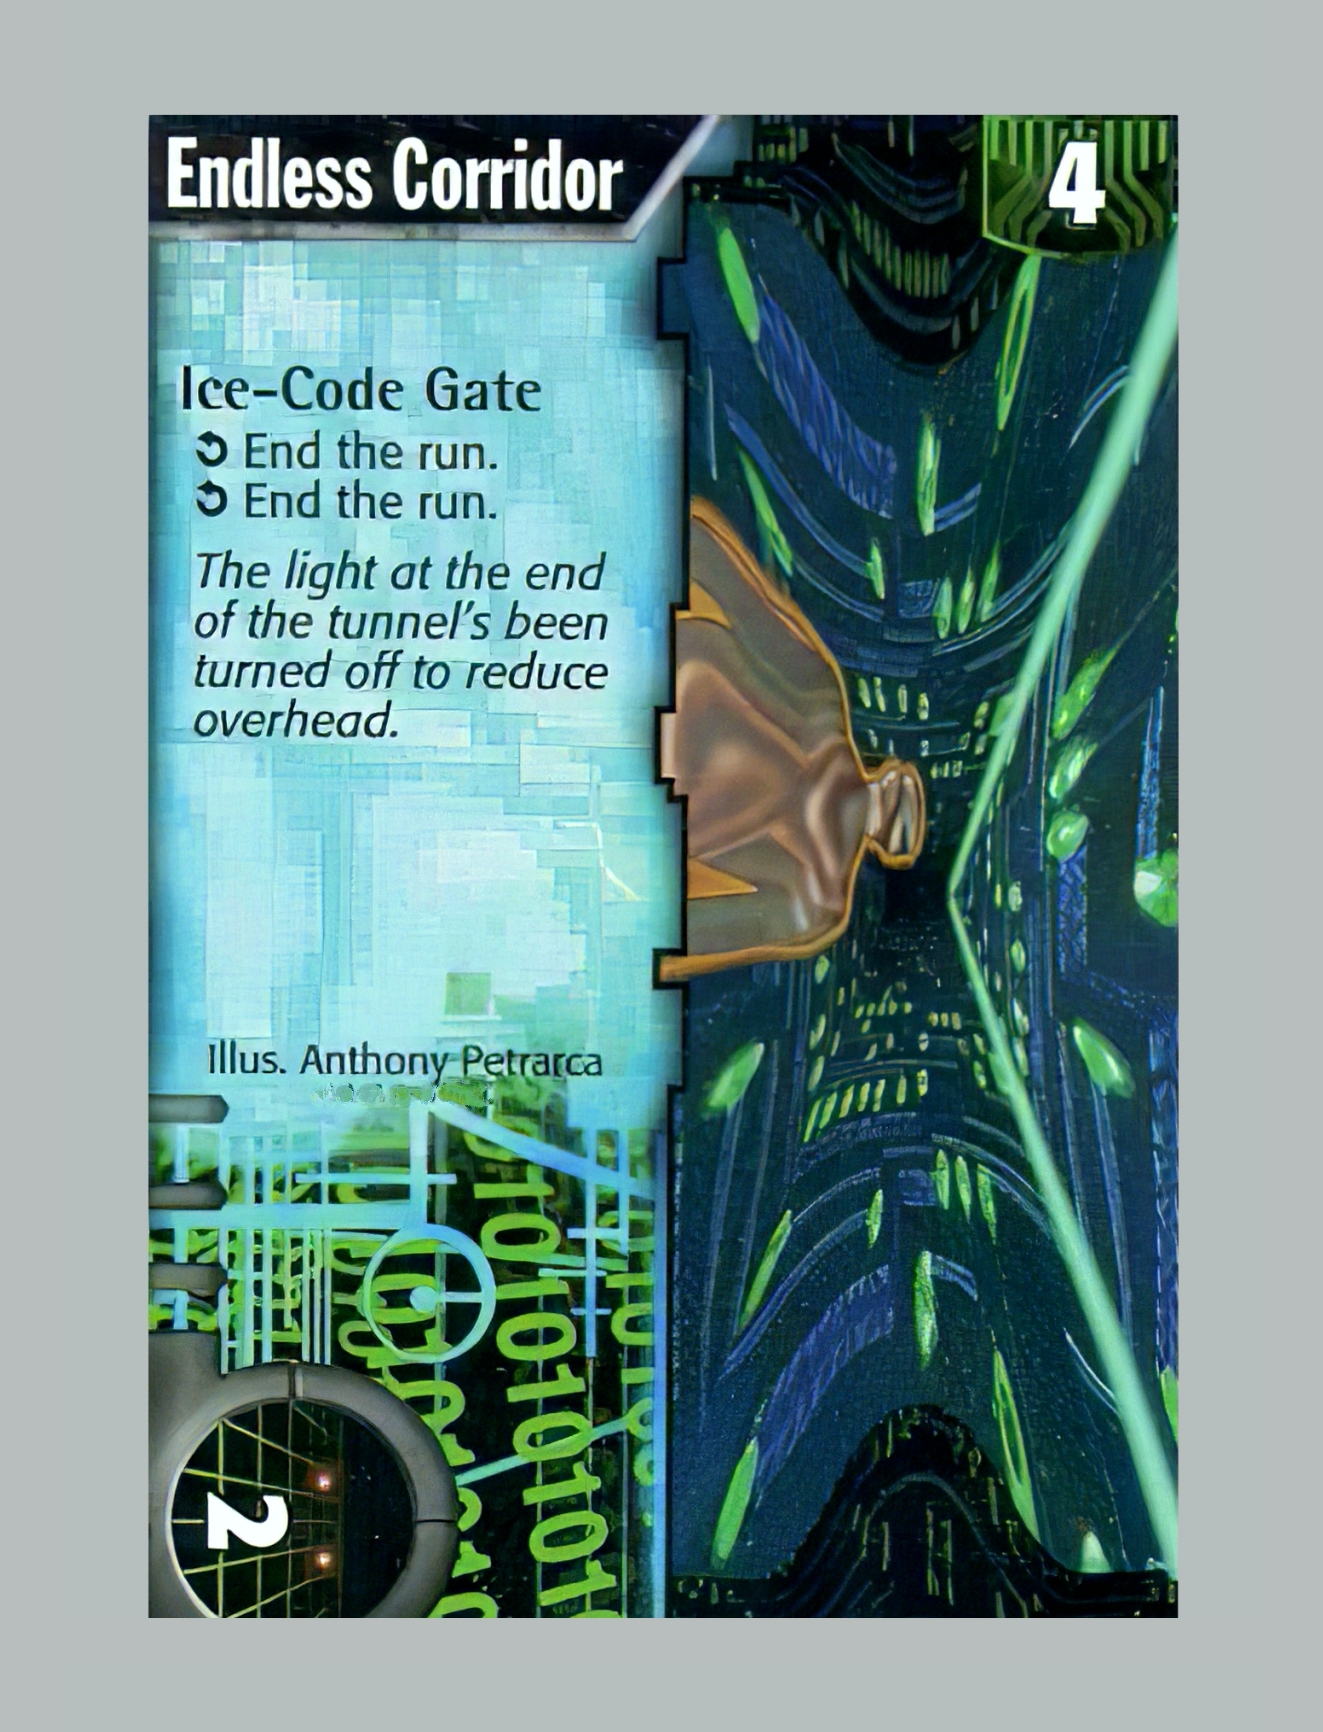 Endless Corridor
4
Ice-Code Gate
End the run.
End the run.
The light at the end
of the tunnel's been
turned off to reduce
overhead.
Illus. Anthony Petrarca
2